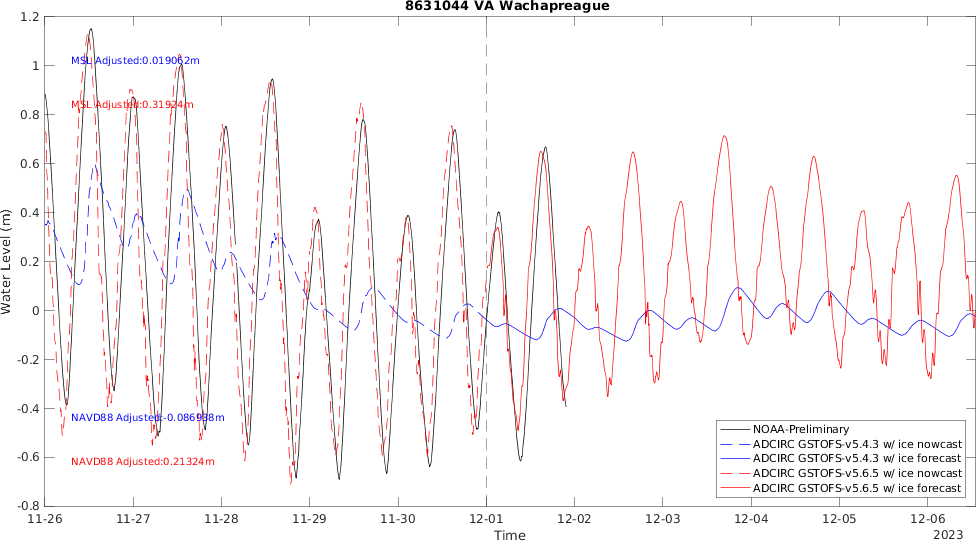 8631044 VA Wachapreague
1.2
1
0.8
0.6
0.4
0.2
0
-0.2
-0.4
-0.6
-0.8
Water Level (m)
MSL Adjusted:0.019062m
MSL Adjusted:0.31924m
NAVD88 Adjusted:-0.086938m
NAVD88 Adjusted:0.21324m
NOAA-Preliminary
ADCIRC GSTOFS-v5.4.3 w/ ice nowcast
ADCIRC GSTOFS-v5.4.3 w/ ice forecast
ADCIRC GSTOFS-v5.6.5 w/ ice nowcast
ADCIRC GSTOFS-v5.6.5 w/ ice forecast
11-26 11-27 11-28 11-29 11-30 12-01 12-02 12-03 12-04 12-05 12-06
Time
2023